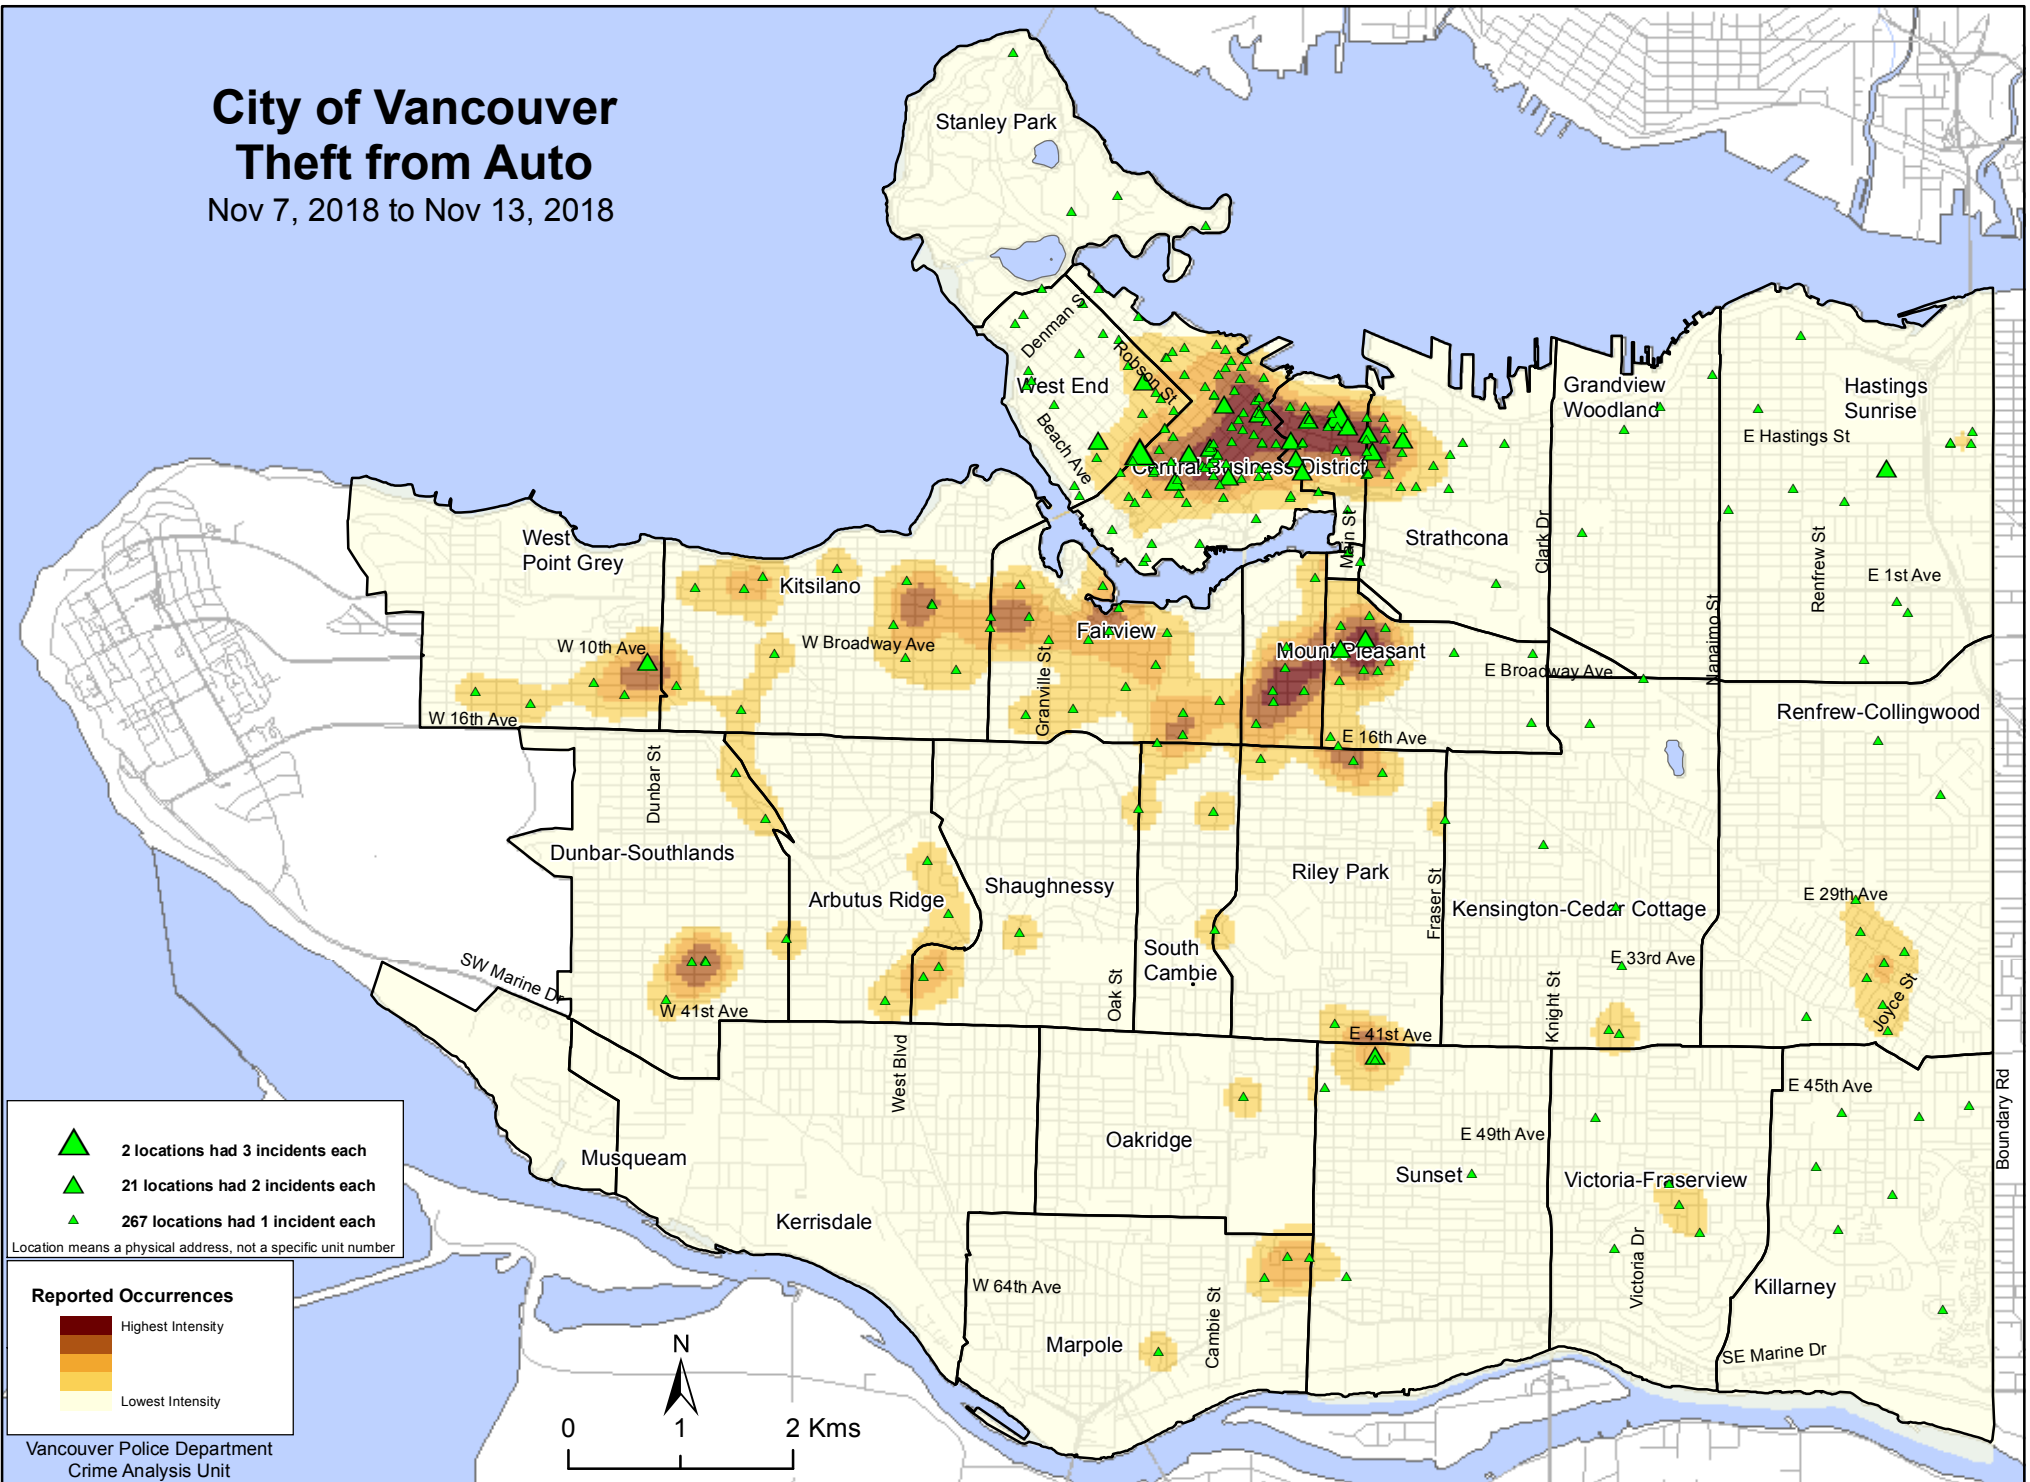 City of Vancouver
Theft from Auto
Nov 7, 2018 to Nov 13, 2018
Stanley Park
Denman S
Robson St
West End
Beach Ave
Central Business District
Grandview
Woodland
Hastings
Sunrise
E Hastings St
West
Point Grey
Kitsilano
Main St
Strathcona
Clark Dr
Renfrew St
E 1st Ave
Nanaimo St
W 10th Ave
W Broadway Ave
Fairview
Granville St
Mount Pleasant
E Broadway Ave
W 16th Ave
E 16th Ave
Renfrew-Collingwood
Dunbar St
Dunbar-Southlands
Arbutus Ridge
Shaughnessy
Riley Park
Fraser St
Kensington-Cedar Cottage
E 29th Ave
South
Cambie
SW Marine Dr
W 41st Ave
Oak St
E 33rd Ave
Knight St
Joyce St
E 41st Ave
West Blvd
E 45th Ave
Boundary Rd
Oakridge
E 49th Ave
Musqueam
Sunset
Victoria-Fraserview
Kerrisdale
Victoria Dr
W 64th Ave
Cambie St
Killarney
Marpole
SE Marine Dr
2 locations had 3 incidents each
21 locations had 2 incidents each
267 locations had 1 incident each
Location means a physical address, not a specific unit number
Reported Occurrences
Highest Intensity
Lowest Intensity
Vancouver Police Department
Crime Analysis Unit
N
0 1 2 Kms